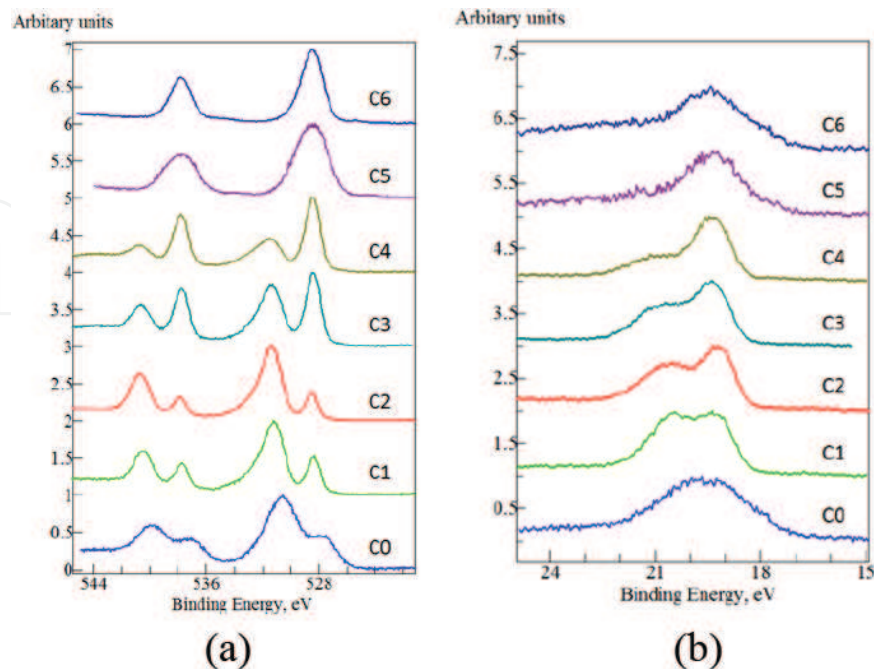 Arbitary units
7
6.5
6
5.5
5
4.5
4
3.5
3
2.5
2
1.5
1
0.5
0
C6
C5
C4
C3
C2
C1
C0
544
536
528
Binding Energy, eV
(a)
Arbitary units
7.5
6.5
5.5
4.5
3.5
2.5
1.5
0.5
C6
C5
C4
C3
C2
C1
C0
24
21
18
15
Binding Energy, eV
(b)